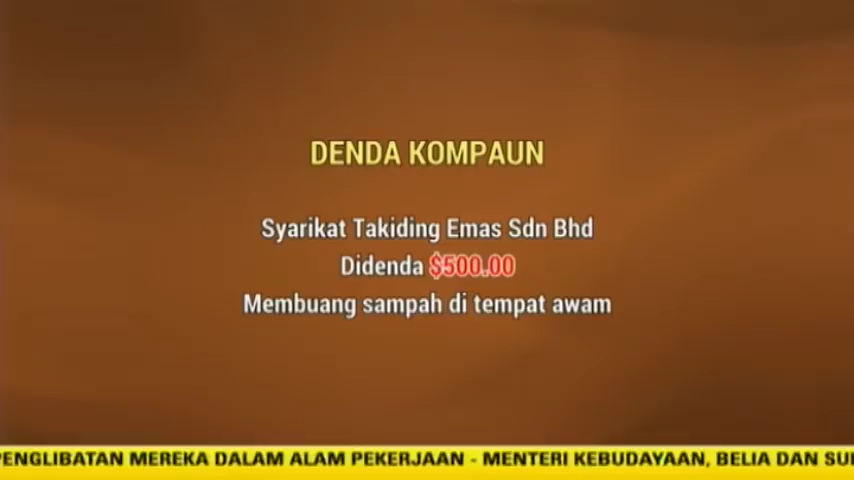 DENDA KOMPAUN
Syarikat Takiding Emas Sdn Bhd
Didenda $500.00
Membuang sampah di tempat awam
PENGLIBATAN MEREKA DALAM ALAM PEKERJAAN - MENTERI KEBUDAYAAN, BELIA DAN